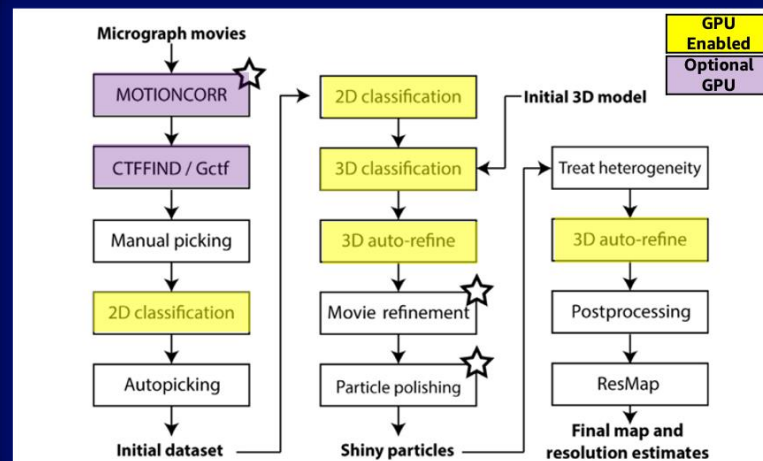 Micrograph movies
MOTIONCORR
CTFFIND / Gctf
Manual picking
2D classification
Autopicking
Initial dataset
2D classification
Initial 3D model
3D classification
3D auto-refine
Movie refinement
Particle polishing
Shiny particles
GPU
Enabled
Optional
GPU
Treat heterogeneity
3D auto-refine
Postprocessing
ResMap
Final map and
resolution estimates